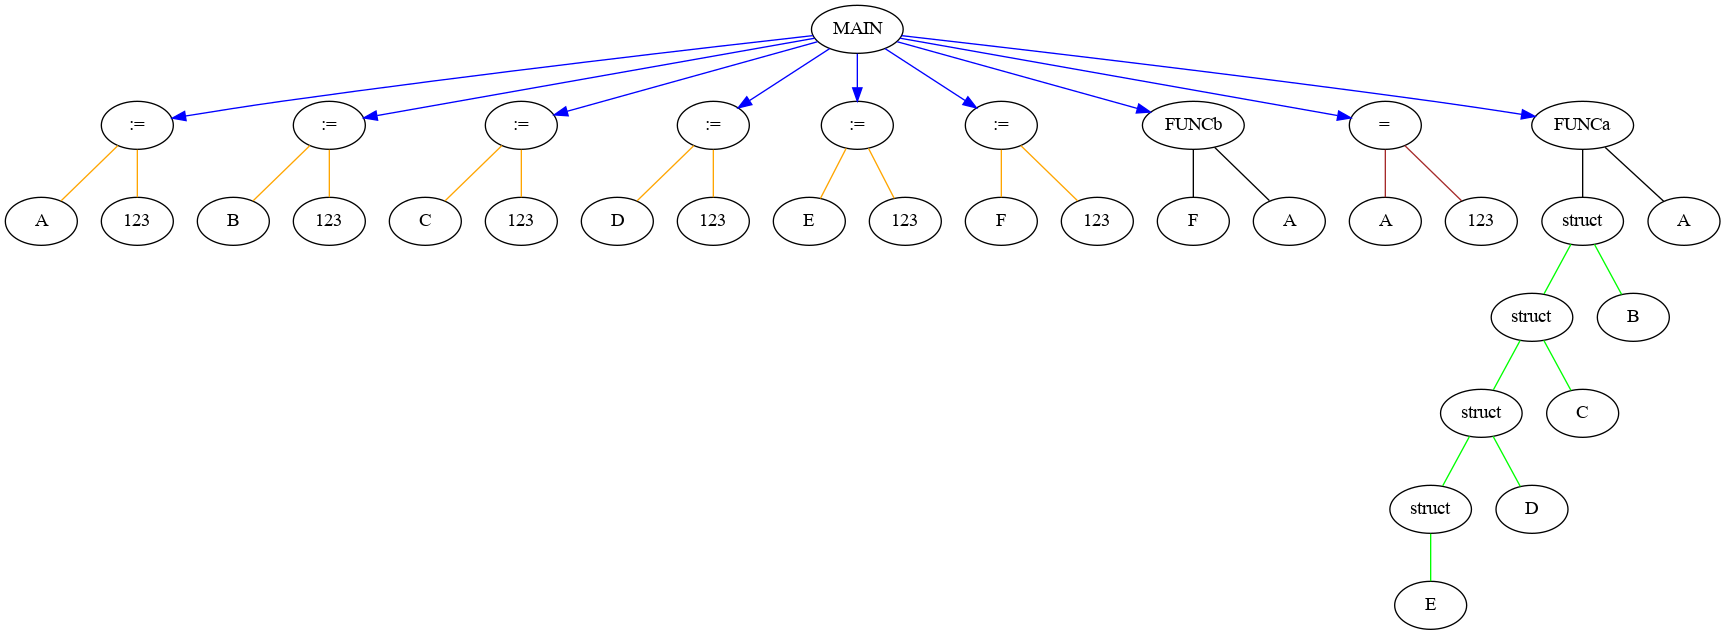 MAIN
:= := := := := := FUNCb = FUNCa
A 123 B 123 C 123 D 123 E 123 F 123 F A A 123 struct A
struct B
struct C
struct D
E